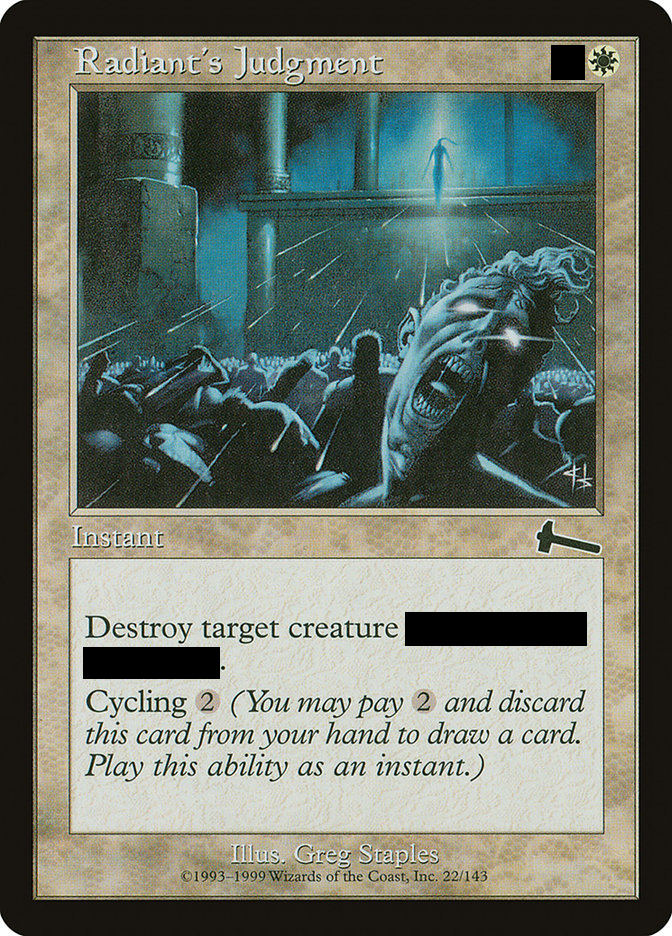 Radiant's Judgment
Instant
Destroy target creature
.
Cycling 2 (You may pay 2 and discard
this card from your hand to draw a card.
Play this ability as an instant.)
Illus. Greg Staples
©1993–1999 Wizards of the Coast, Inc. 22/143